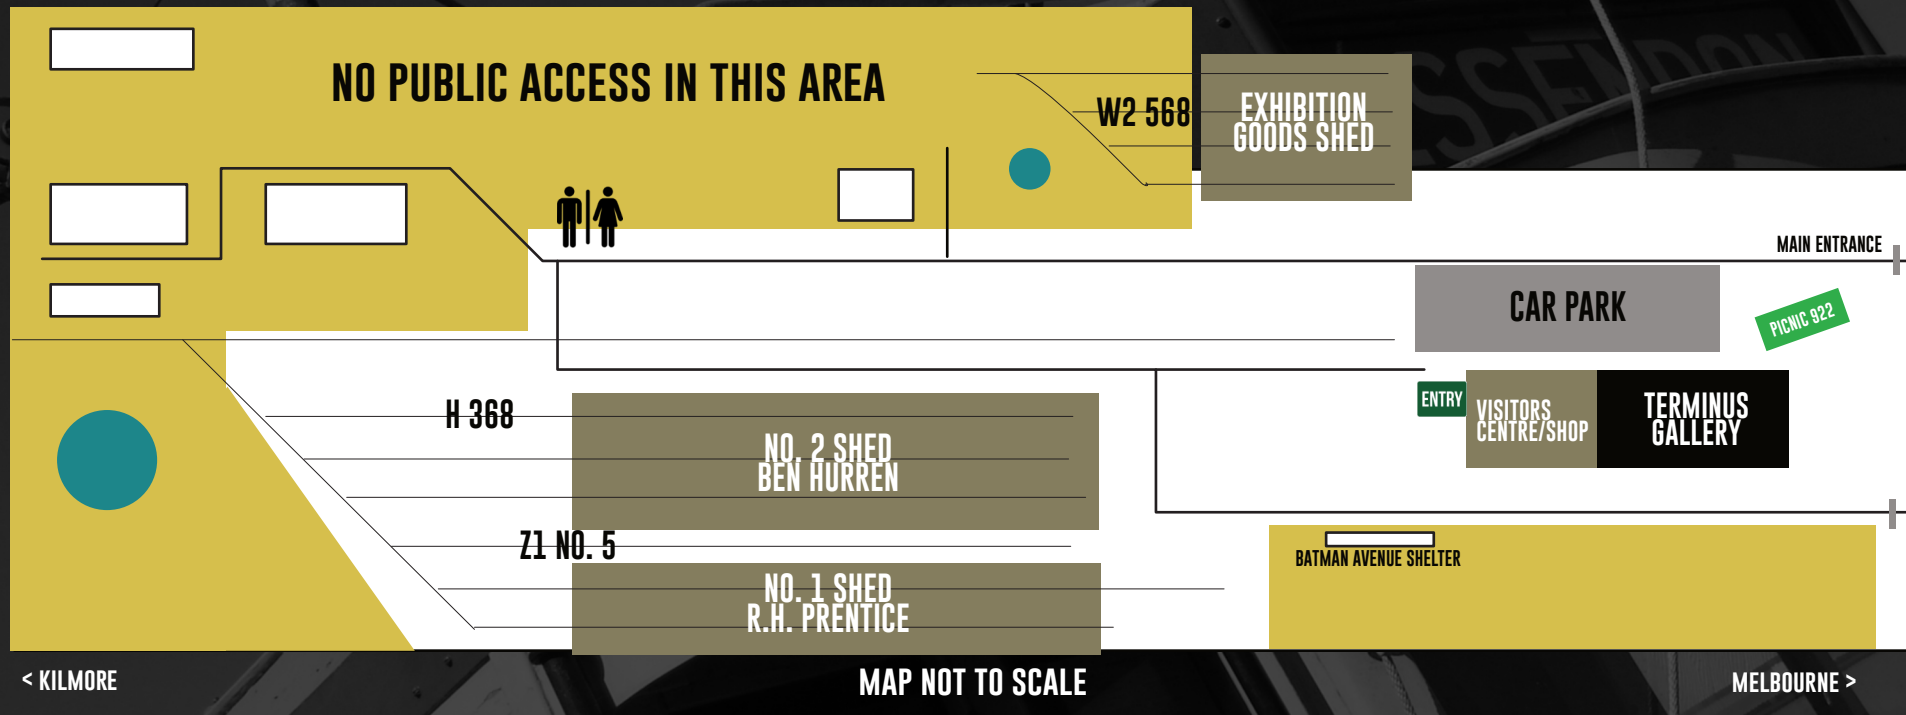 NO PUBLIC ACCESS IN THIS AREA
W2 568
EXHIBITION
GOODS SHED
MAIN ENTRANCE
CAR PARK
PICNIC 922
ENTRY
VISITORS
CENTRE/SHOP
TERMINUS
GALLERY
H 368
NO. 2 SHED
BEN HURREN
Z1 NO. 5
NO. 1 SHED
R.H. PRENTICE
BATMAN AVENUE SHELTER
< KILMORE
MAP NOT TO SCALE
MELBOURNE >